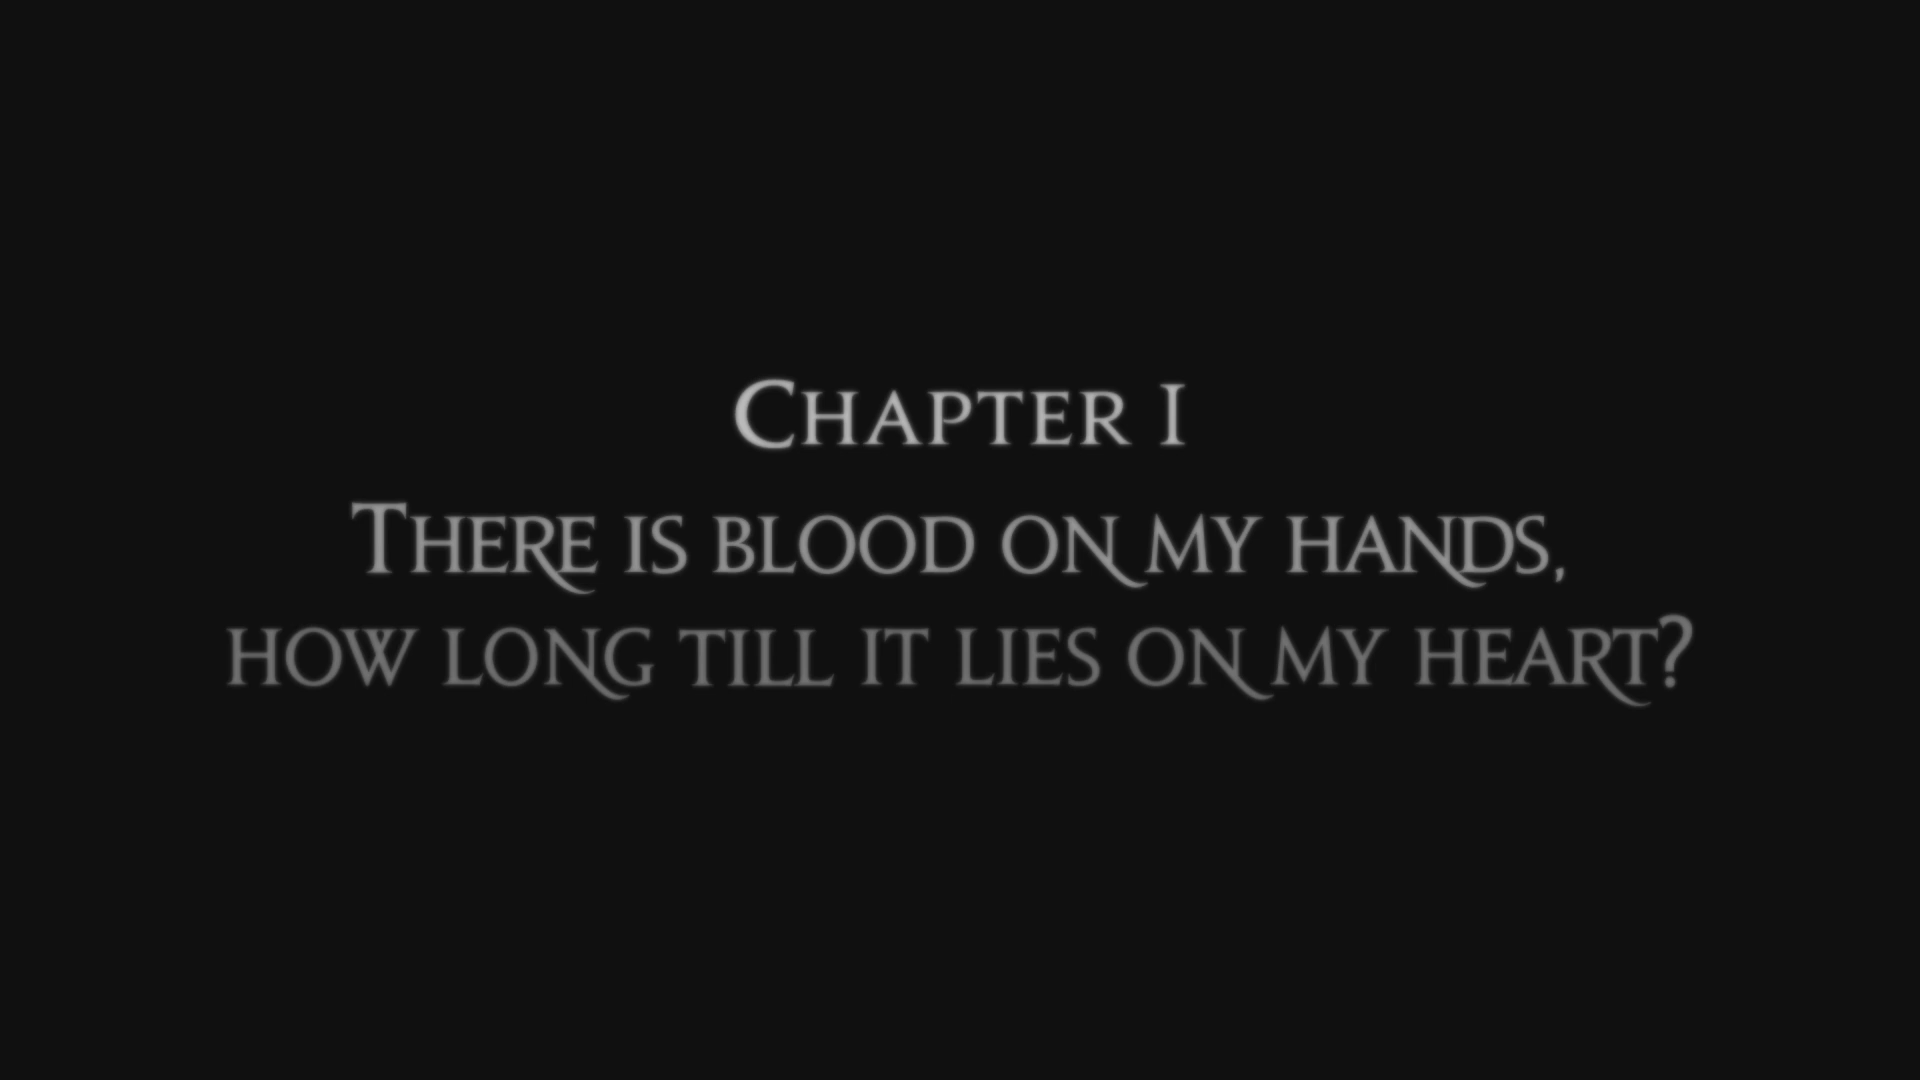 Chapter I
There is blood on my hands,
how long till it lies on my heart?